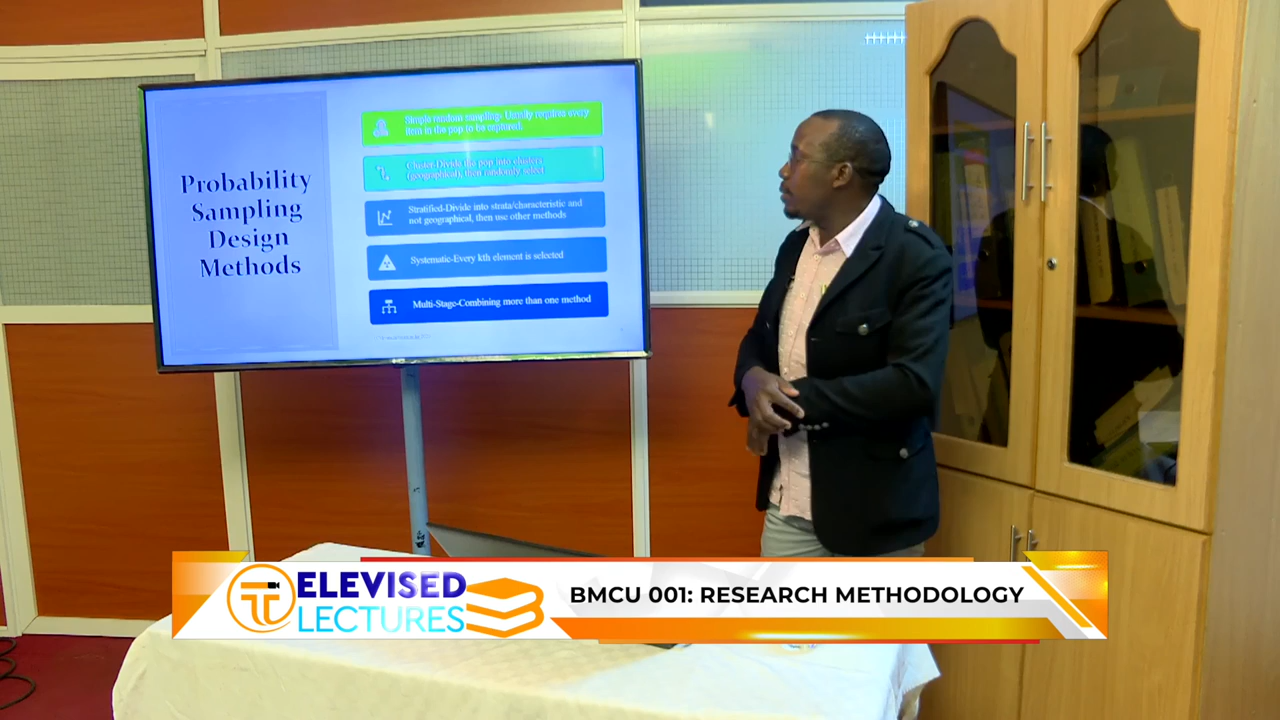 Probability
Sampling
Design
Methods
Simple random sampling- Usually requires every
item in the pop to be captured.
Cluster-Divide the pop into clusters
(geographical), then randomly select
Stratified-Divide into strata/characteristic and
not geographical, then use other methods
Systematic-Every kth element is selected
Multi-Stage-Combining more than one method
TELEVISED
LECTURES
BMCU 001: RESEARCH METHODOLOGY